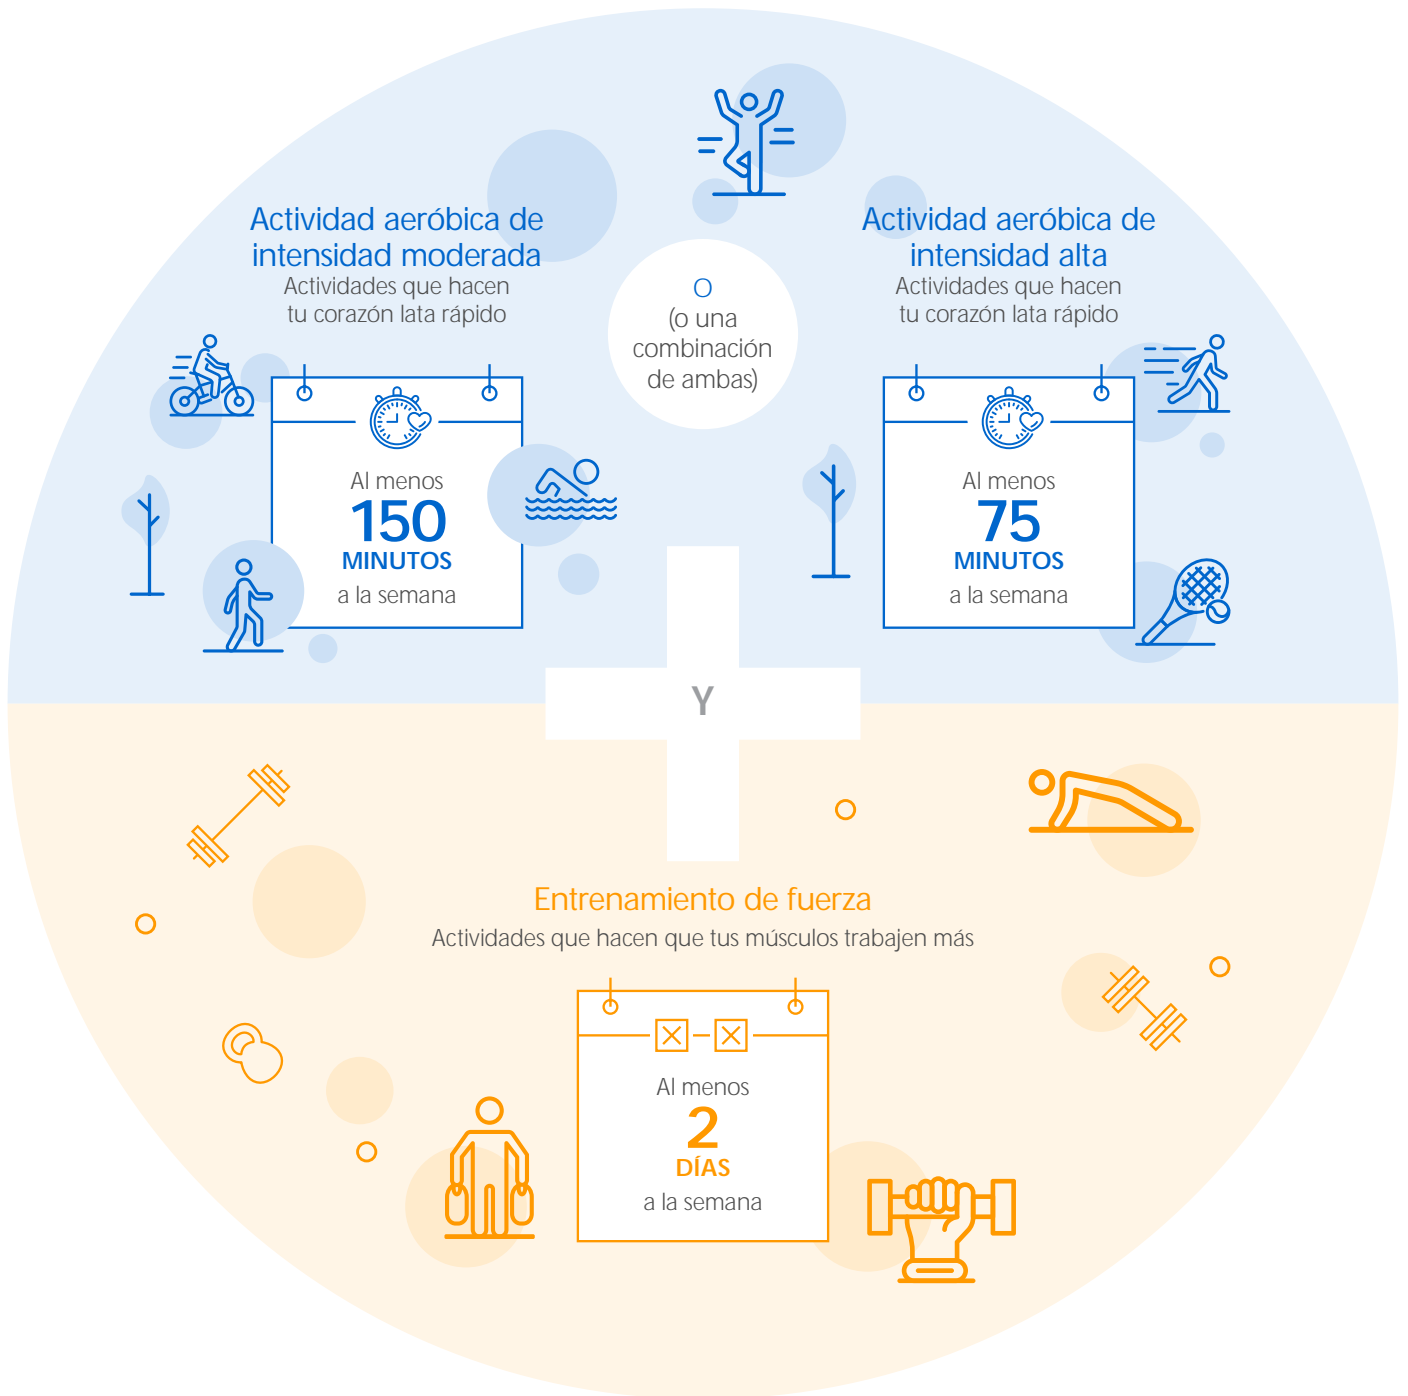 Actividad aeróbica de
intensidad moderada
Actividades que hacen
tu corazón lata rápido
Al menos
150
MINUTOS
a la semana
O
(o una
combinación
de ambas)
Actividad aeróbica de
intensidad alta
Actividades que hacen
tu corazón lata rápido
Al menos
75
MINUTOS
a la semana
Y
Entrenamiento de fuerza
Actividades que hacen que tus músculos trabajen más
Al menos
2
DÍAS
a la semana